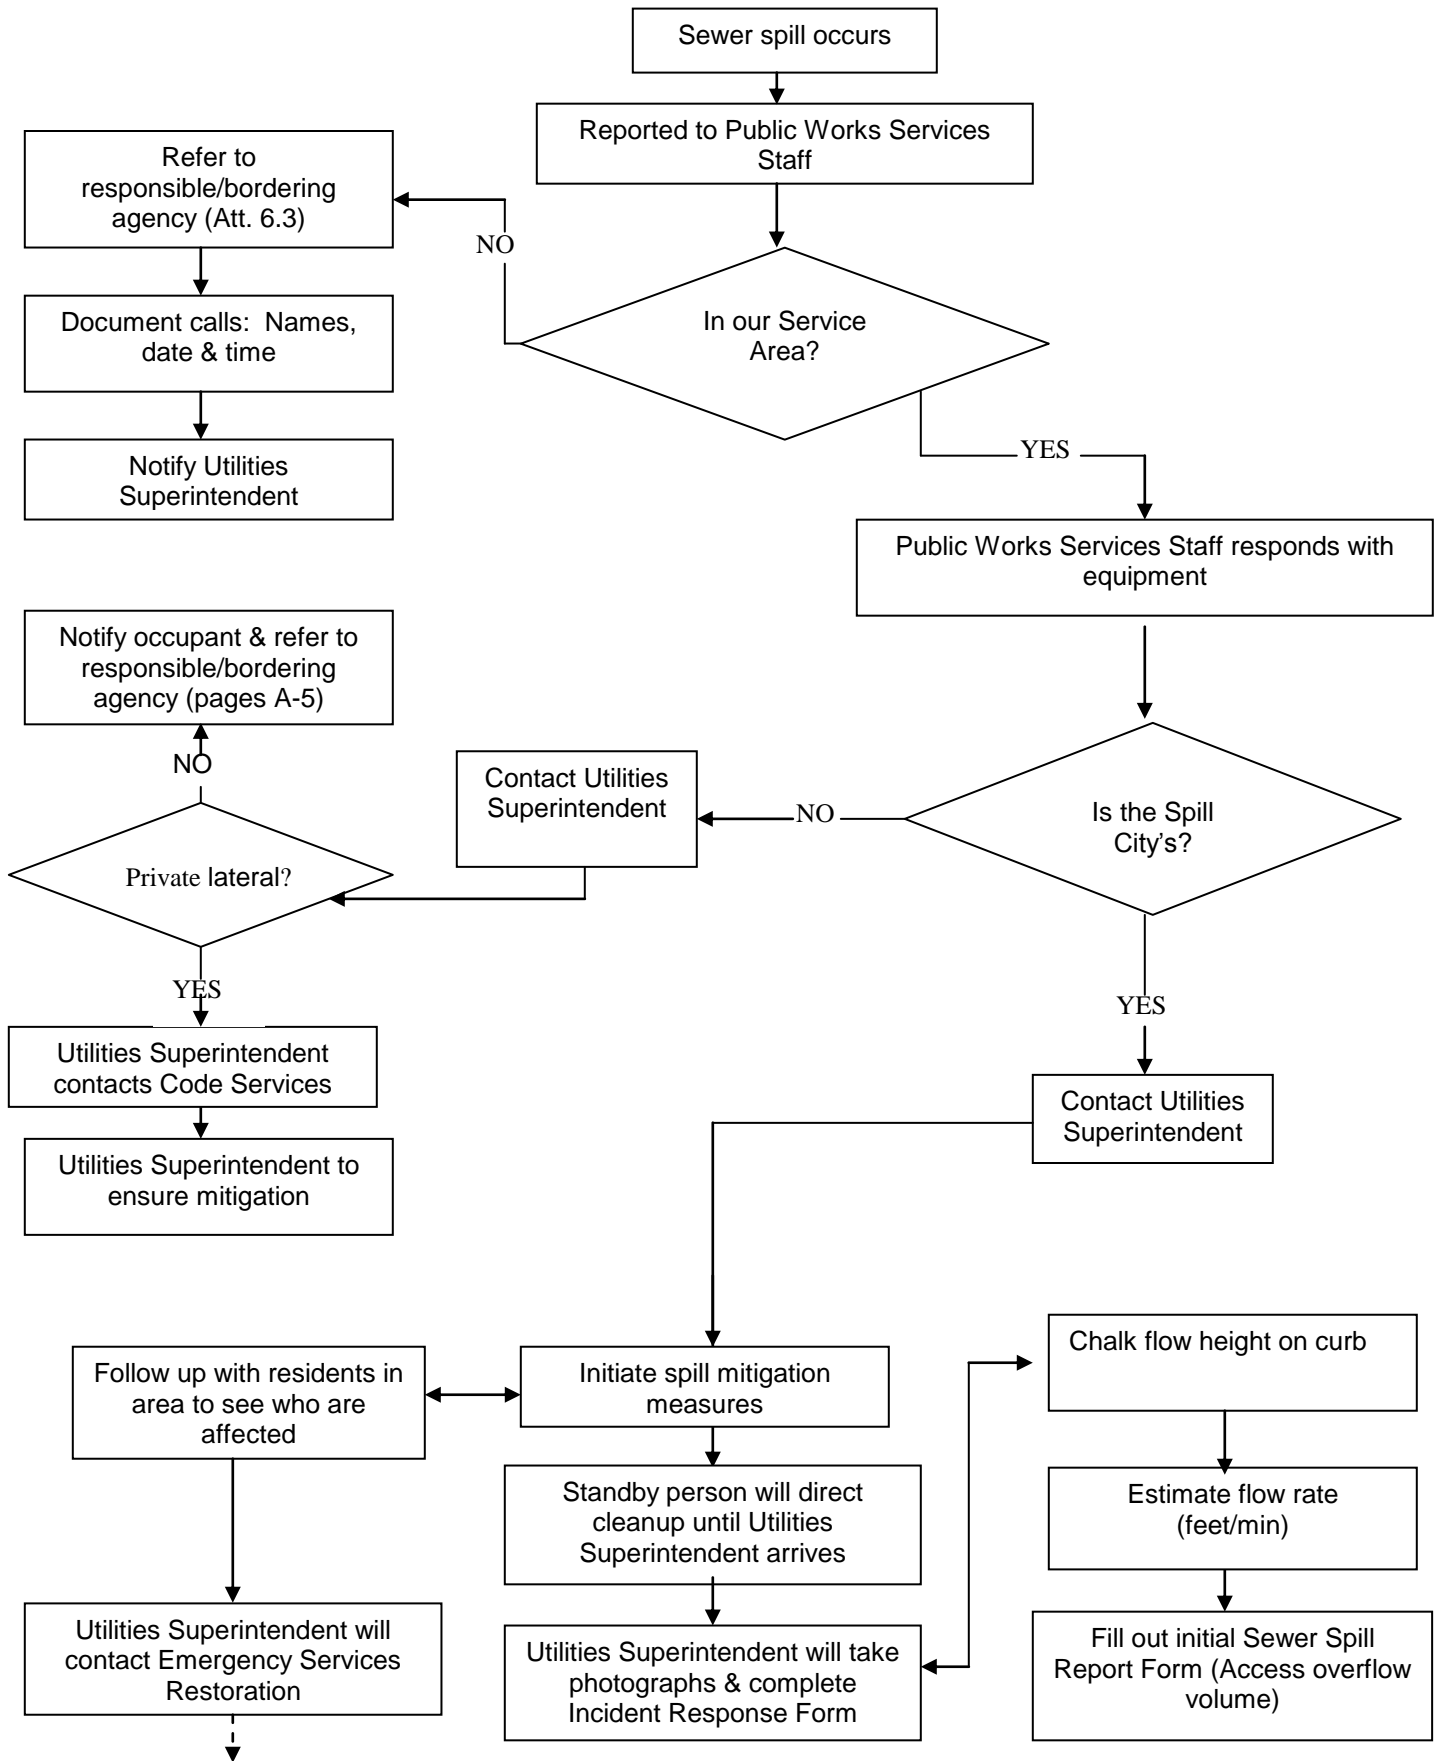 Sewer spill occurs
Reported to Public Works Services
Staff
Refer to
responsible/bordering
agency (Att. 6.3)
NO
Document calls:  Names,
date & time
In our Service
Area?
YES
Notify Utilities
Superintendent
Public Works Services Staff responds with
equipment
Notify occupant & refer to
responsible/bordering
agency (pages A-5)
NO
Contact Utilities
Superintendent
NO
Is the Spill
City's?
Private lateral?
YES
YES
Utilities Superintendent
contacts Code Services
Contact Utilities
Superintendent
Utilities Superintendent to
ensure mitigation
Follow up with residents in
area to see who are
affected
Initiate spill mitigation
measures
Chalk flow height on curb
Standby person will direct
cleanup until Utilities
Superintendent arrives
Estimate flow rate
(feet/min)
Utilities Superintendent will
contact Emergency Services
Restoration
Utilities Superintendent will take
photographs & complete
Incident Response Form
Fill out initial Sewer Spill
Report Form (Access overflow
volume)